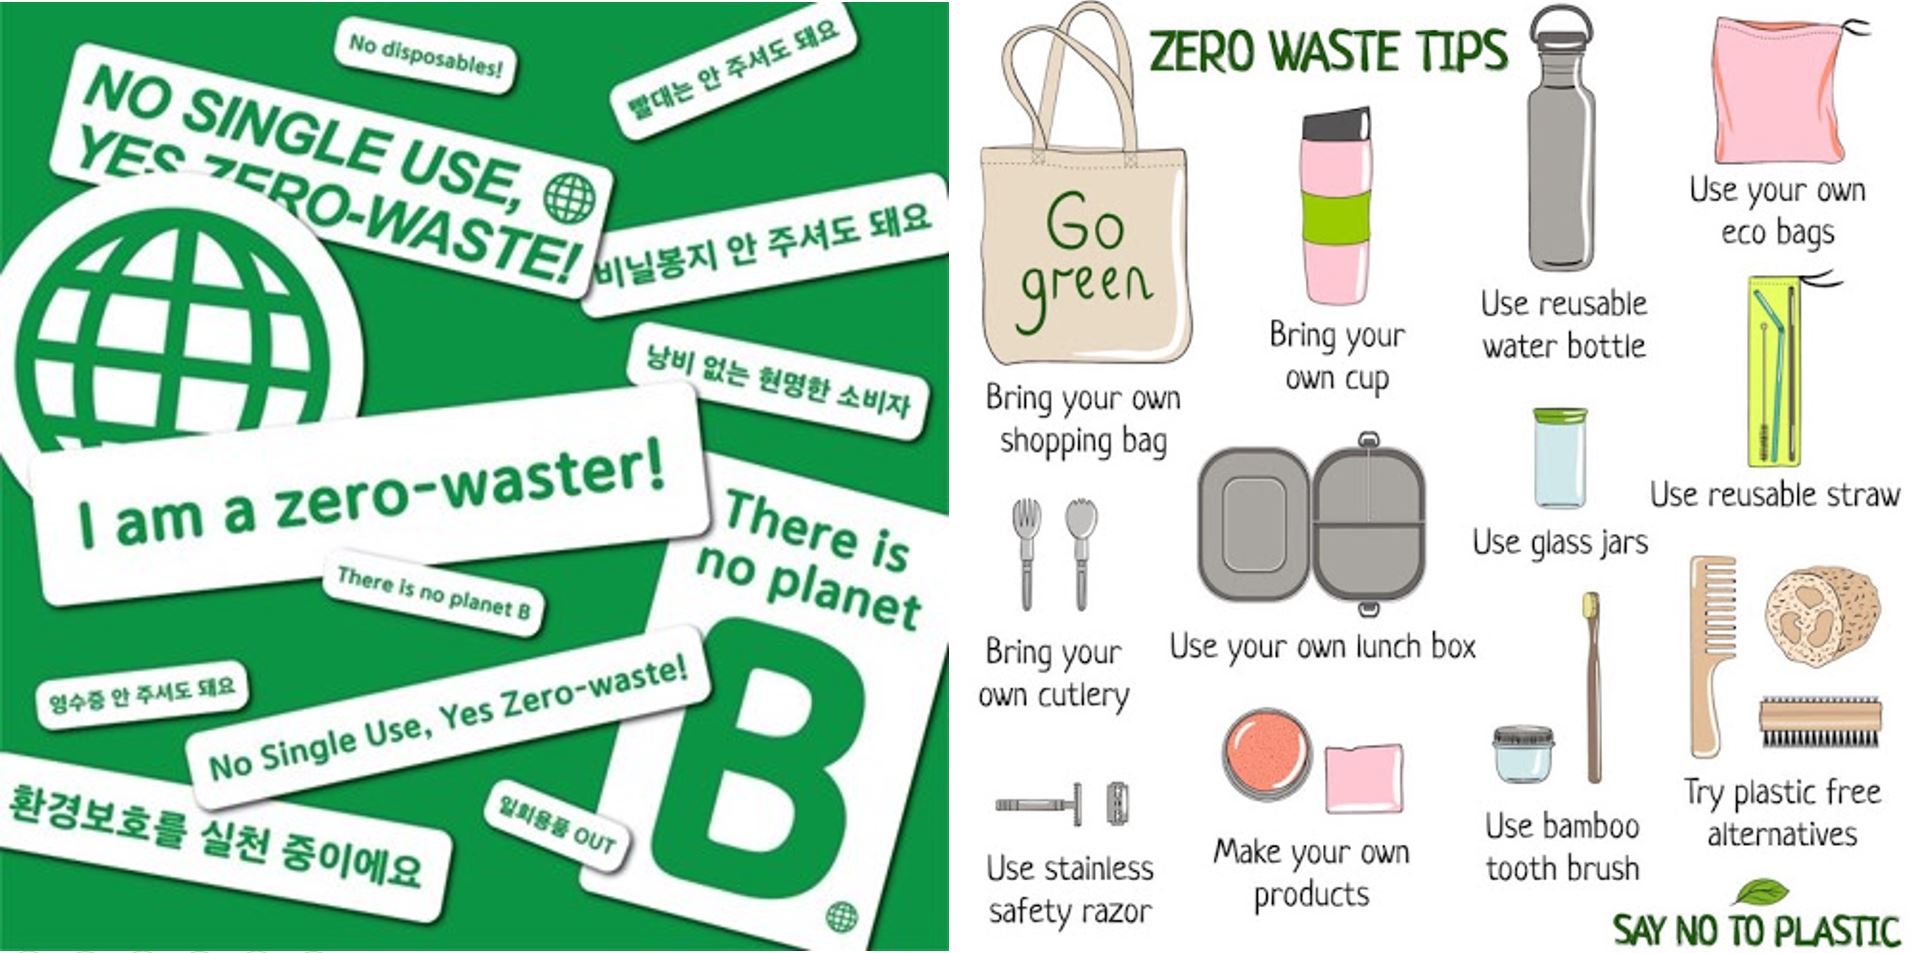 No disposables!
빨대는 안 주셔도 돼요
NO SINGLE USE,
YES ZERO-WASTE!
비닐봉지 안 주셔도 돼요
낭비 없는 현명한 소비자
I am a zero-waster!
There is
no planet
B
There is no planet B
영수증 안 주셔도 돼요
No Single Use, Yes Zero-waste!
환경보호를 실천 중이에요
일회용품 OUT
ZERO WASTE TIPS
Go
green
Bring your own
shopping bag
Bring your
own cup
Use reusable
water bottle
Use your own
eco bags
Use reusable straw
Use glass jars
Bring your
own cutlery
Use your own lunch box
Use stainless
safety razor
Make your own
products
Use bamboo
tooth brush
Try plastic free
alternatives
SAY NO TO PLASTIC